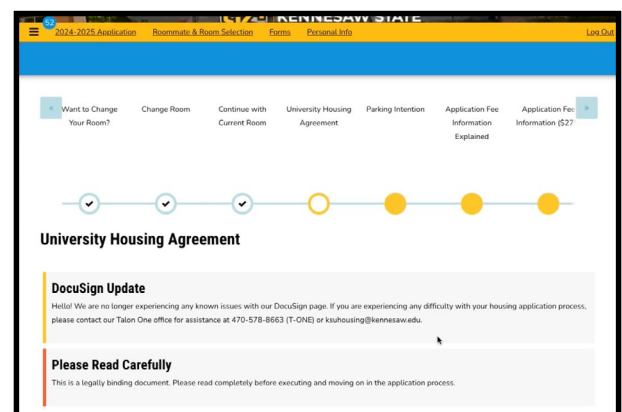 KENNESAW STATE
52
2024-2025 Application Roommate & Room Selection Forms Personal Info Log Out
« Want to Change Change Room Continue with University Housing Parking Intention Application Fee Application Fee »
Your Room? Current Room Agreement Information Information ($27
Explained
University Housing Agreement
DocuSign Update
Hello! We are no longer experiencing any known issues with our DocuSign page. If you are experiencing any difficulty with your housing application process,
please contact our Talon One office for assistance at 470-578-8663 (T-ONE) or ksuhousing@kennesaw.edu.
Please Read Carefully
This is a legally binding document. Please read completely before executing and moving on in the application process.